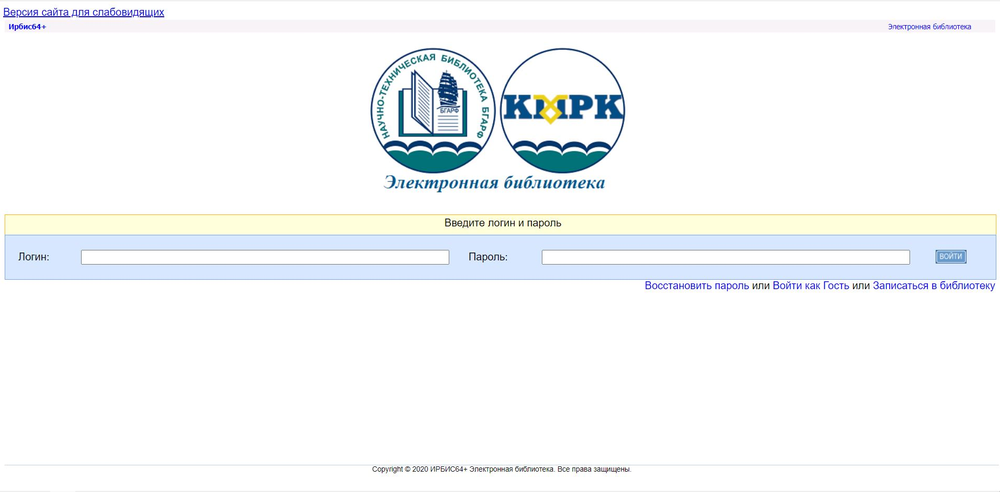 Версия сайта для слабовидящих
Ирбис64+ Электронная библиотека
НАУЧНО-ТЕХНИЧЕСКАЯ БИБЛИОТЕКА БГАРФ
БГАРФ
КМРК
Электронная библиотека
Введите логин и пароль
Логин: Пароль: ВОЙТИ
Восстановить пароль или Войти как Гость или Записаться в библиотеку
Copyright © 2020 ИРБИС64+ Электронная библиотека. Все права защищены.